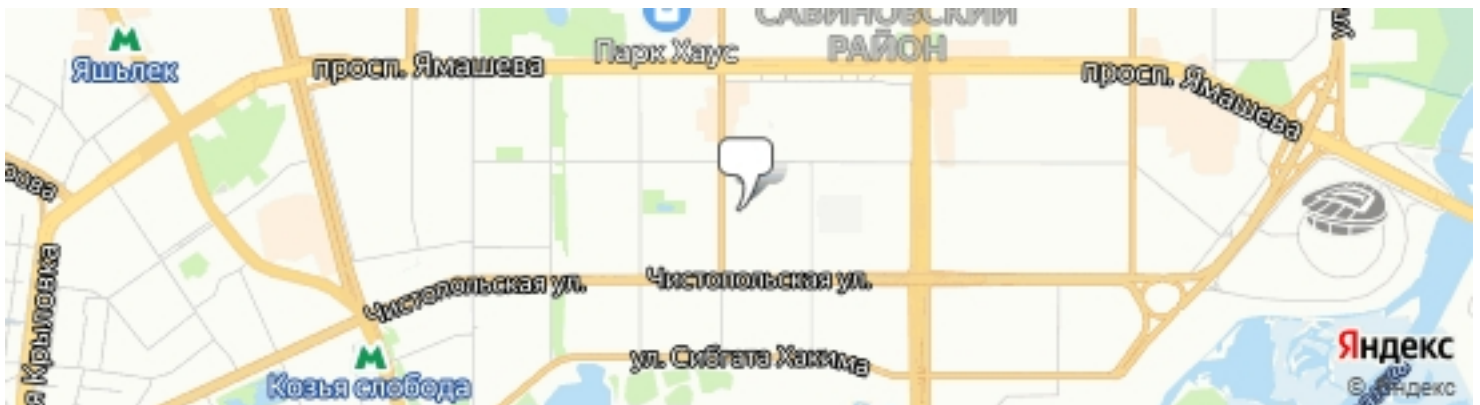 САВИНОВСКИЙ
РАЙОН
ул
Яшьлек
просп. Ямашева
Парк Хаус
просп. Ямашева
рова
я Крыловка
Чистопольская ул.
Чистопольская ул.
ул. Сибгата Хакима
Козья слобода
Яндекс
© Яндекс